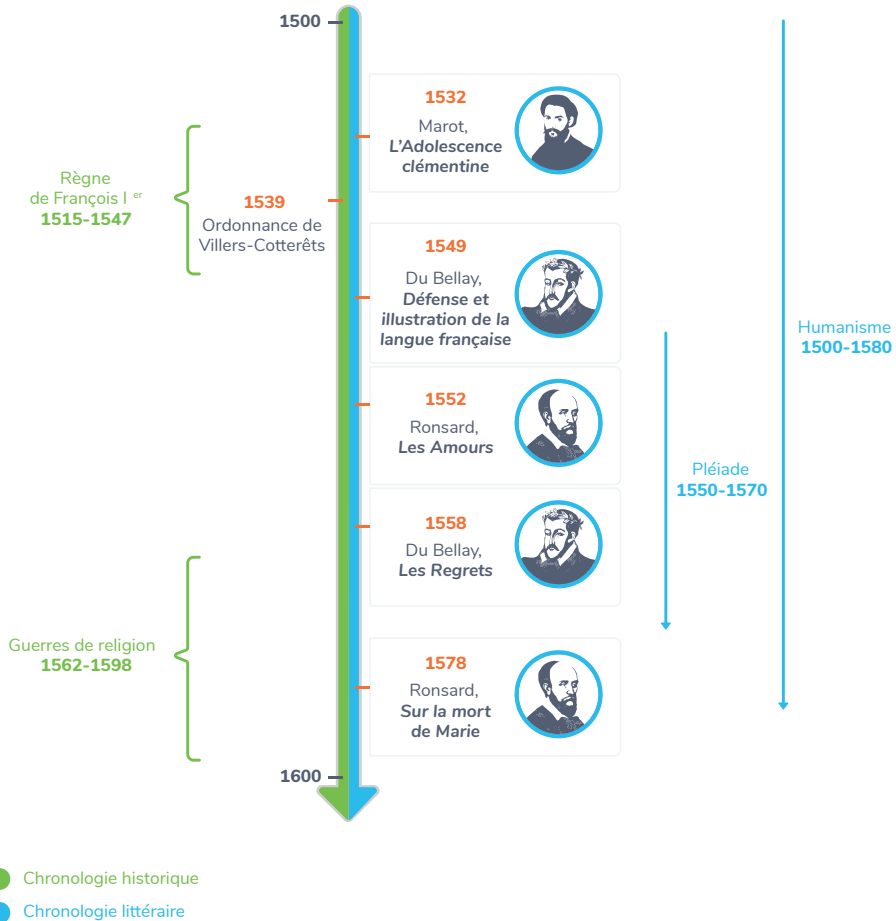 1500
1532
Marot,
L'Adolescence
clémentine
Règne
de François I er
1515-1547
1539
Ordonnance de
Villers-Cotterêts
1549
Du Bellay,
Défense et
illustration de la
langue française
Humanisme
1500-1580
1552
Ronsard,
Les Amours
Pléiade
1550-1570
1558
Du Bellay,
Les Regrets
Guerres de religion
1562-1598
1578
Ronsard,
Sur la mort
de Marie
1600
Chronologie historique
Chronologie littéraire